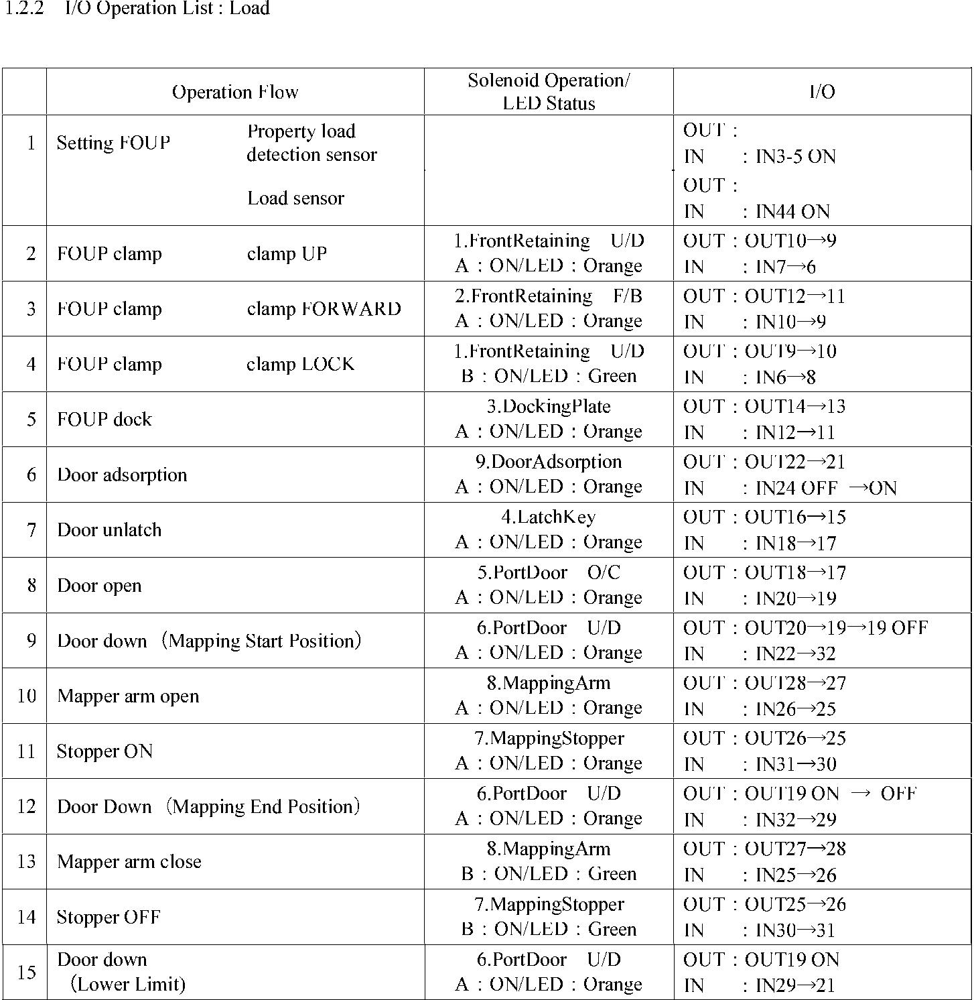 1.2.2 I/O Operation List : Load
Operation Flow
Solenoid Operation/
LED Status
I/O
1
Setting FOUP
Property load
detection sensor
OUT :
IN : IN3-5 ON
Load sensor
OUT :
IN : IN44 ON
2
FOUP clamp
clamp UP
1.FrontRetaining U/D
A : ON/LED : Orange
OUT : OUT10→9
IN : IN7→6
3
FOUP clamp
clamp FORWARD
2.FrontRetaining F/B
A : ON/LED : Orange
OUT : OUT12→11
IN : IN10→9
4
FOUP clamp
clamp LOCK
1.FrontRetaining U/D
B : ON/LED : Green
OUT : OUT9→10
IN : IN6→8
5
FOUP dock
3.DockingPlate
A : ON/LED : Orange
OUT : OUT14→13
IN : IN12→11
6
Door adsorption
9.DoorAdsorption
A : ON/LED : Orange
OUT : OUT22→21
IN : IN24 OFF →ON
7
Door unlatch
4.LatchKey
A : ON/LED : Orange
OUT : OUT16→15
IN : IN18→17
8
Door open
5.PortDoor O/C
A : ON/LED : Orange
OUT : OUT18→17
IN : IN20→19
9
Door down（Mapping Start Position）
6.PortDoor U/D
A : ON/LED : Orange
OUT : OUT20→19→19 OFF
IN : IN22→32
10
Mapper arm open
8.MappingArm
A : ON/LED : Orange
OUT : OUT28→27
IN : IN26→25
11
Stopper ON
7.MappingStopper
A : ON/LED : Orange
OUT : OUT26→25
IN : IN31→30
12
Door Down（Mapping End Position）
6.PortDoor U/D
A : ON/LED : Orange
OUT : OUT19 ON → OFF
IN : IN32→29
13
Mapper arm close
8.MappingArm
B : ON/LED : Green
OUT : OUT27→28
IN : IN25→26
14
Stopper OFF
7.MappingStopper
B : ON/LED : Green
OUT : OUT25→26
IN : IN30→31
15
Door down
（Lower Limit)
6.PortDoor U/D
A : ON/LED : Orange
OUT : OUT19 ON
IN : IN29→21